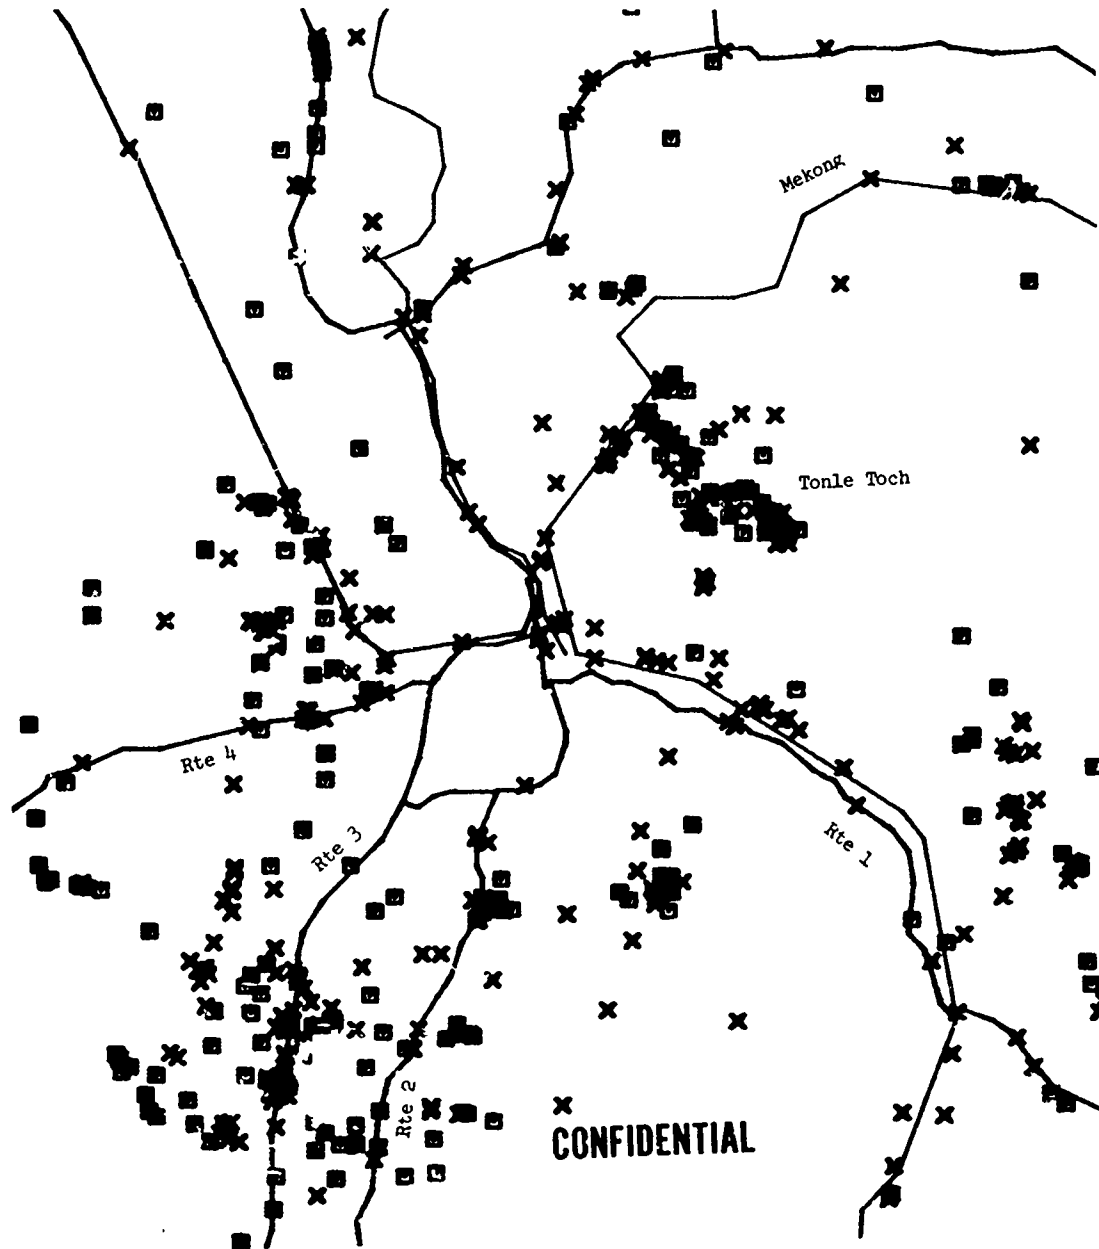 Mekong
Tonle Toch
Rte 4
Rte 3
Rte 1
Rte 2
CONFIDENTIAL